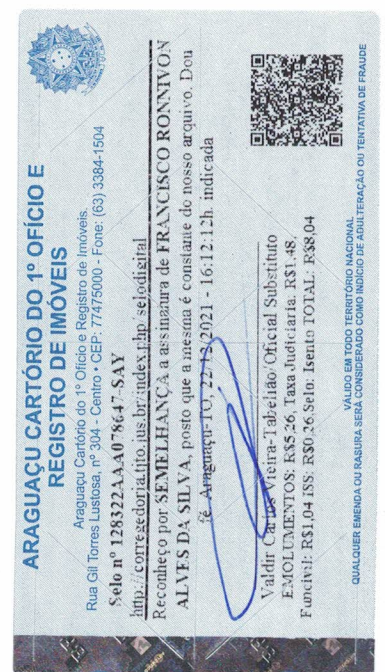 ARAGUAÇU CARTÓRIO DO 1º OFÍCIO E
REGISTRO DE IMÓVEIS
Araguaçu Cartório do 1º Ofício e Registro de Imóveis.
Rua Gil Torres Lustosa, nº 304 - Centro • CEP: 77475000 - Fone: (63) 3384-1504
Selo nº 128322AAA078647-SAY
http://corregedoria.tjto.jus.br/index.php/selodigital
Reconheço por SEMELHANÇA a assinatura de FRANCISCO RONNIVON
ALVES DA SILVA, posto que a mesma é constante do nosso arquivo. Dou
fé. Araguaçu-TO, 22/12/2021 - 16:12:12h. indicada
Valdir Carlos Vieira-Tabelião/Oficial Substituto
EMOLUMENTOS: R$5,26, Taxa Judiciária: R$1,48,
Funcivil: R$1,04 ISS: R$0,26,Selo: Isento TOTAL: R$8,04
VÁLIDO EM TODO TERRITÓRIO NACIONAL
QUALQUER EMENDA OU RASURA SERÁ CONSIDERADO COMO INDÍCIO DE ADULTERAÇÃO OU TENTATIVA DE FRAUDE